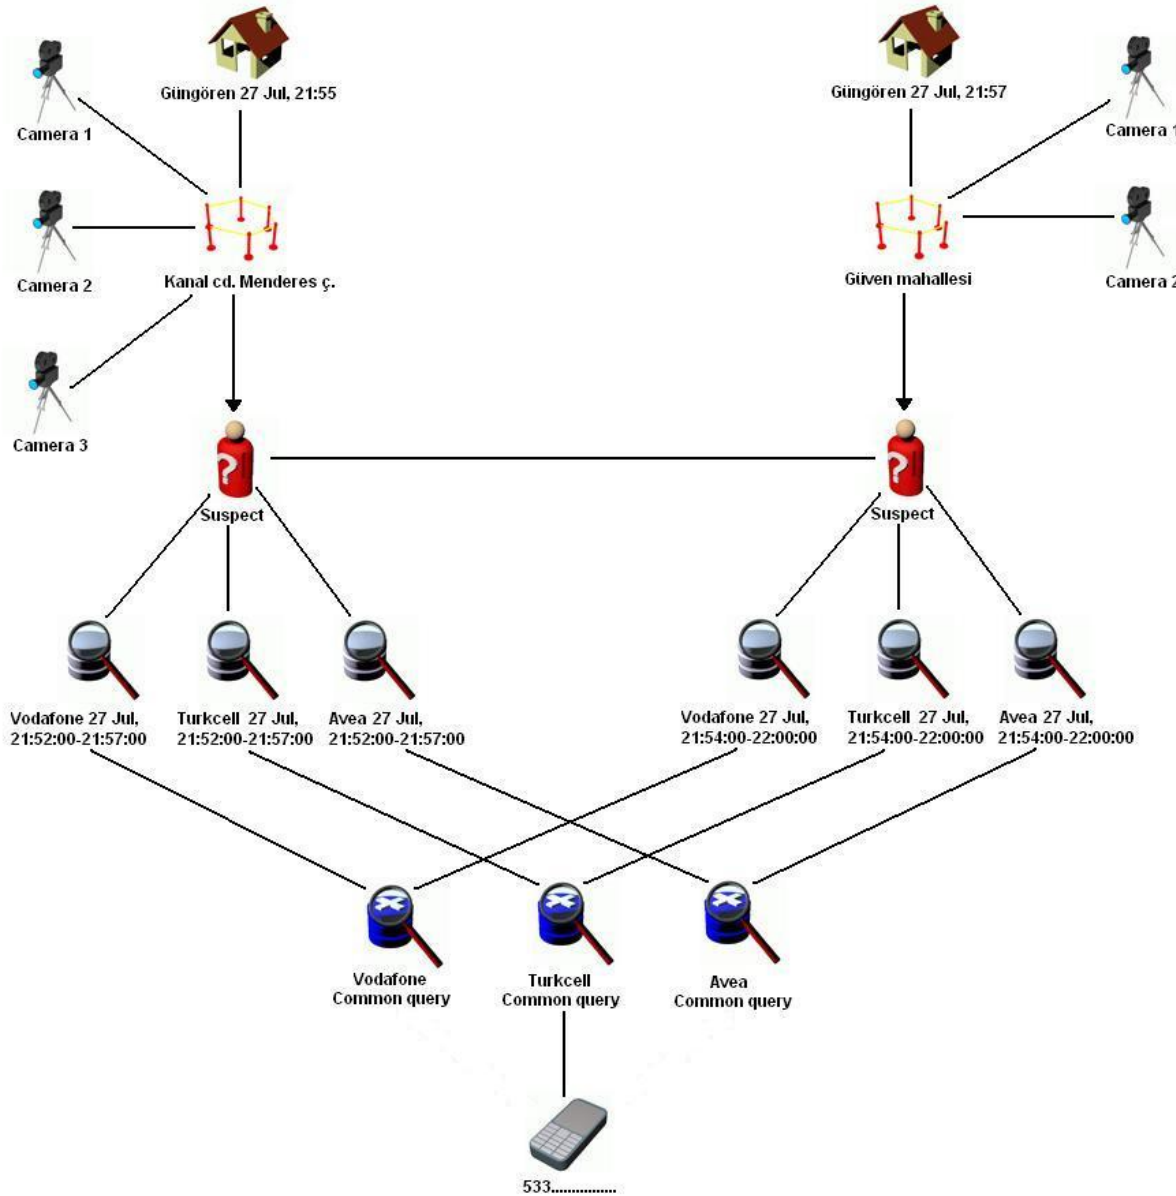 Güngören 27 Jul, 21:55
Güngören 27 Jul, 21:57
Camera 1
Camera 1
Camera 2
Kanal cd. Menderes ç.
Güven mahallesi
Camera 2
Camera 3
Suspect
Suspect
Vodafone 27 Jul,
21:52:00-21:57:00
Turkcell 27 Jul,
21:52:00-21:57:00
Avea 27 Jul,
21:52:00-21:57:00
Vodafone 27 Jul,
21:54:00-22:00:00
Turkcell 27 Jul,
21:54:00-22:00:00
Avea 27 Jul,
21:54:00-22:00:00
Vodafone
Common query
Turkcell
Common query
Avea
Common query
533................